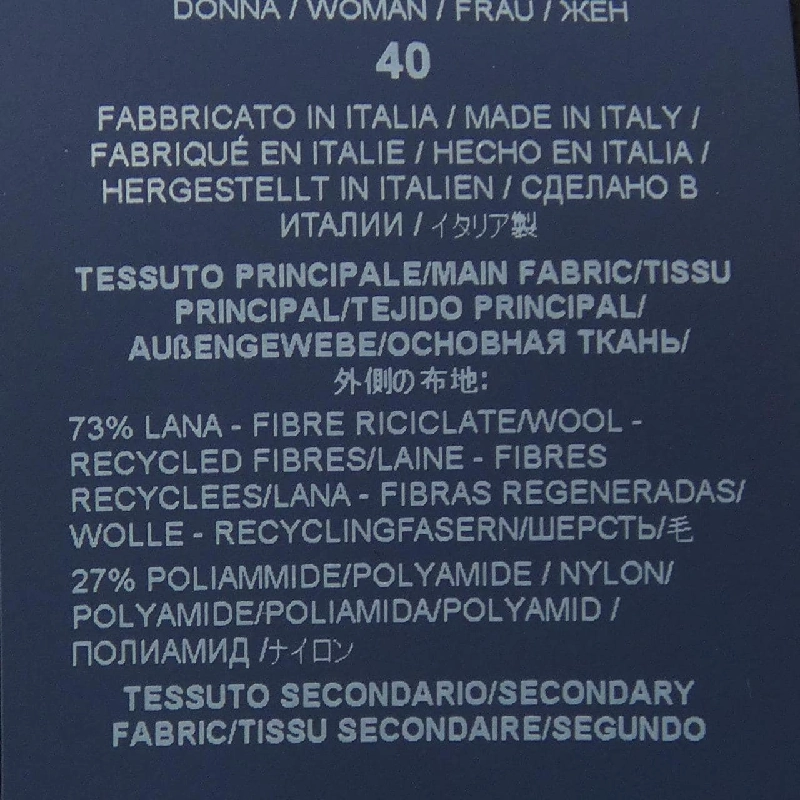 DONNA / WOMAN / FRAU / ЖЕН
40
FABBRICATO IN ITALIA / MADE IN ITALY /
FABRIQUÉ EN ITALIE / HECHO EN ITALIA /
HERGESTELLT IN ITALIEN / СДЕЛАНО В
ИТАЛИИ / イタリア製
TESSUTO PRINCIPALE/MAIN FABRIC/TISSU
PRINCIPAL/TEJIDO PRINCIPAL/
AUßENGEWEBE/ОСНОВНАЯ ТКАНЬ/
外側の布地:
73% LANA - FIBRE RICICLATE/WOOL -
RECYCLED FIBRES/LAINE - FIBRES
RECYCLEES/LANA - FIBRAS REGENERADAS/
WOLLE - RECYCLINGFASERN/ШЕРСТЬ/毛
27% POLIAMMIDE/POLYAMIDE / NYLON/
POLYAMIDE/POLIAMIDA/POLYAMID /
ПОЛИАМИД /ナイロン
TESSUTO SECONDARIO/SECONDARY
FABRIC/TISSU SECONDAIRE/SEGUNDO